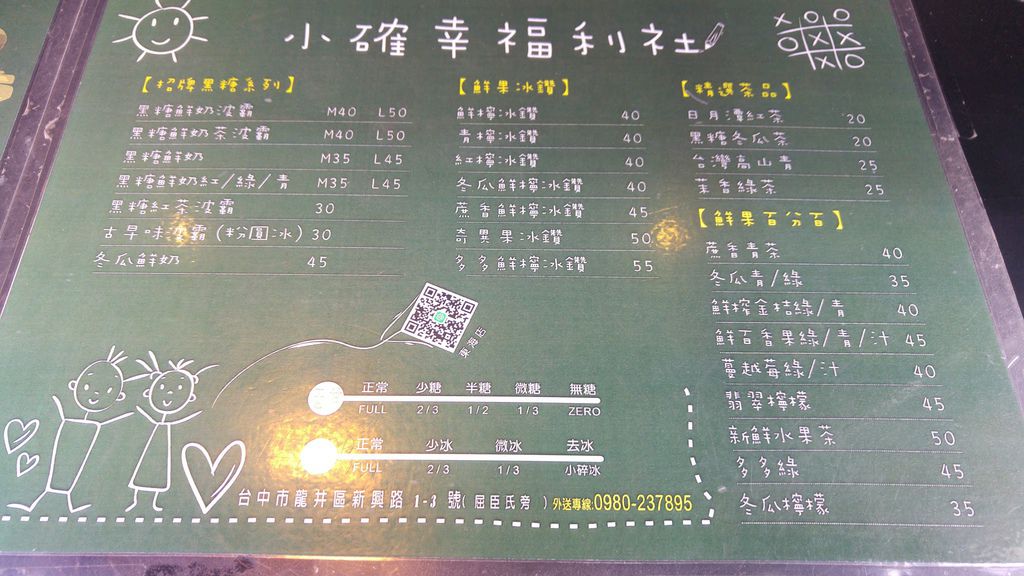 小確幸福利社
【招牌黑糖系列】
黑糖鮮奶波霸 M40 L50
黑糖鮮奶茶波霸 M40 L50
黑糖鮮奶 M35 L45
黑糖鮮奶紅/綠/青 M35 L45
黑糖紅茶波霸 30
古早味波霸(粉圓冰) 30
冬瓜鮮奶 45
【鮮果冰鑽】
鮮檸冰鑽 40
青檸冰鑽 40
紅檸冰鑽 40
冬瓜鮮檸冰鑽 40
蔗香鮮檸冰鑽 45
奇異果冰鑽 50
多多鮮檸冰鑽 55
【精選茶品】
日月潭紅茶 20
黑糖冬瓜茶 20
台灣高山青 25
茉香綠茶 25
【鮮果百分百】
蔗香青茶 40
冬瓜青/綠 35
鮮榨金桔綠/青 40
鮮百香果綠/青/汁 45
蔓越莓綠/汁 40
翡翠檸檬 45
新鮮水果茶 50
多多綠 45
冬瓜檸檬 35
東海店
正常 少糖 半糖 微糖 無糖
FULL 2/3 1/2 1/3 ZERO
正常 少冰 微冰 去冰
FULL 2/3 1/3 小碎冰
台中市龍井區新興路 1-3 號(屈臣氏旁) 外送專線:0980-237895